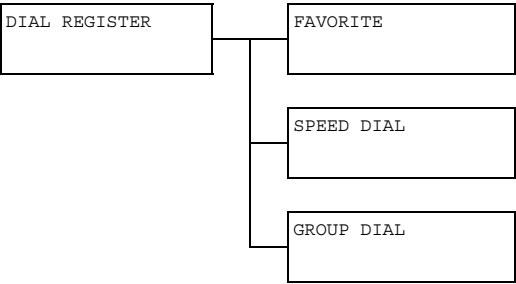 DIAL REGISTER
FAVORITE
SPEED DIAL
GROUP DIAL